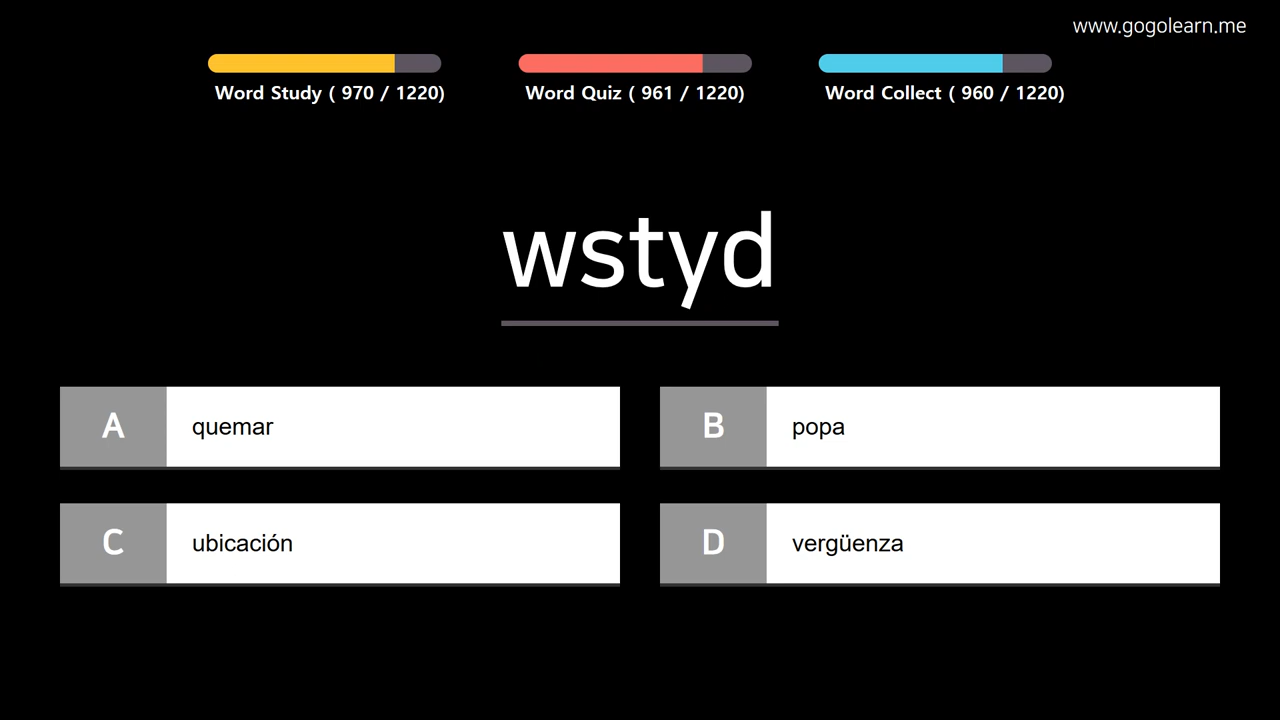 www.gogolearn.me
Word Study ( 970 / 1220)
Word Quiz ( 961 / 1220)
Word Collect ( 960 / 1220)
wstyd
A quemar
B popa
C ubicación
D vergüenza